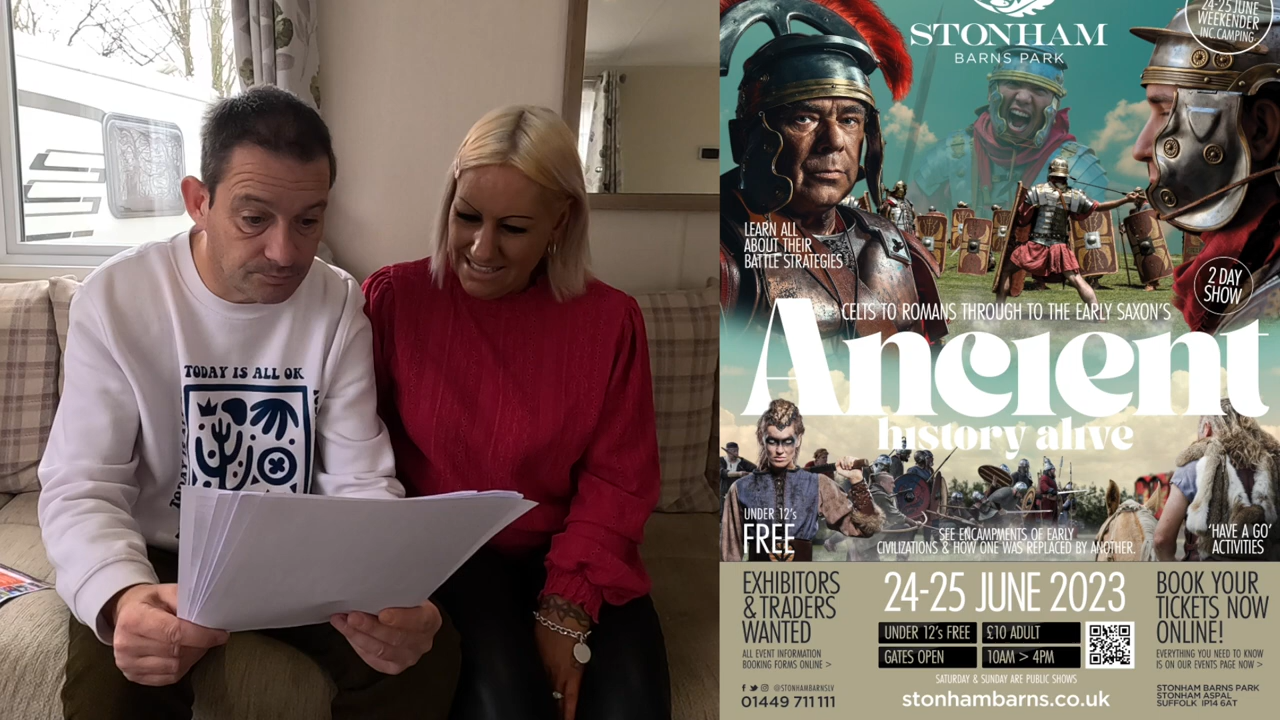 TODAY IS ALL OK
STONHAM
BARNS PARK
24-25 JUNE
WEEKENDER
INC CAMPING
LEARN ALL
ABOUT THEIR
BATTLE STRATEGIES
2 DAY
SHOW
CELTS TO ROMANS THROUGH TO THE EARLY SAXON'S
Ancient
history alive
UNDER 12's
FREE
SEE ENCAMPMENTS OF EARLY
CIVILIZATIONS & HOW ONE WAS REPLACED BY ANOTHER.
'HAVE A GO'
ACTIVITIES
EXHIBITORS
& TRADERS
WANTED
ALL EVENT INFORMATION
BOOKING FORMS ONLINE >
@STONHAMBARNSLV
01449 711 111
24-25 JUNE 2023
UNDER 12's FREE
£10 ADULT
GATES OPEN
10AM > 4PM
SATURDAY & SUNDAY ARE PUBLIC SHOWS
stonhambarns.co.uk
BOOK YOUR
TICKETS NOW
ONLINE!
EVERYTHING YOU NEED TO KNOW
IS ON OUR EVENTS PAGE NOW >
STONHAM BARNS PARK
STONHAM ASPAL
SUFFOLK IP14 6AT